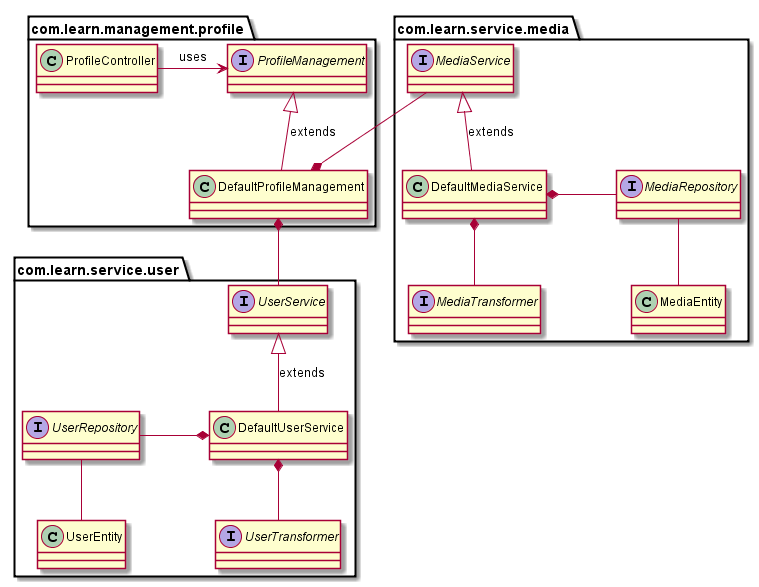 com.learn.management.profile
C ProfileController
uses
I ProfileManagement
extends
C DefaultProfileManagement
com.learn.service.media
I MediaService
extends
C DefaultMediaService
I MediaRepository
I MediaTransformer
C MediaEntity
com.learn.service.user
I UserService
extends
I UserRepository
C DefaultUserService
C UserEntity
I UserTransformer